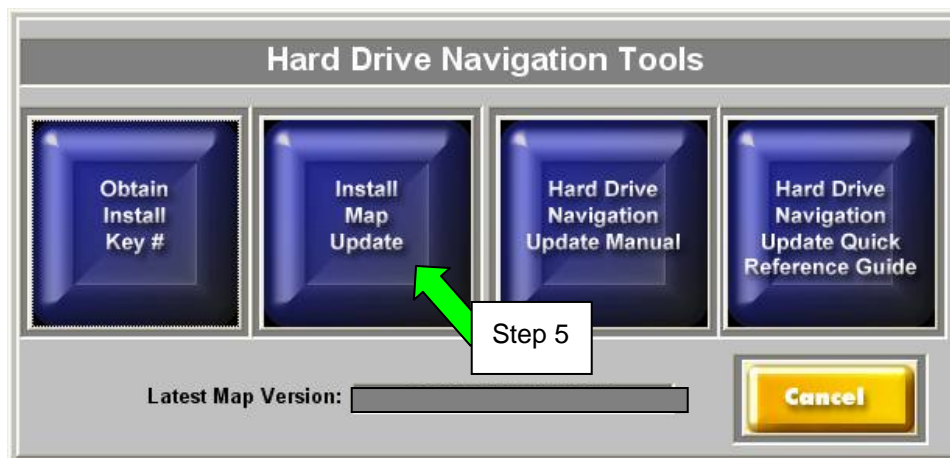 Hard Drive Navigation Tools
Obtain
Install
Key #
Install
Map
Update
Hard Drive
Navigation
Update Manual
Hard Drive
Navigation
Update Quick
Reference Guide
Step 5
Latest Map Version:
Cancel